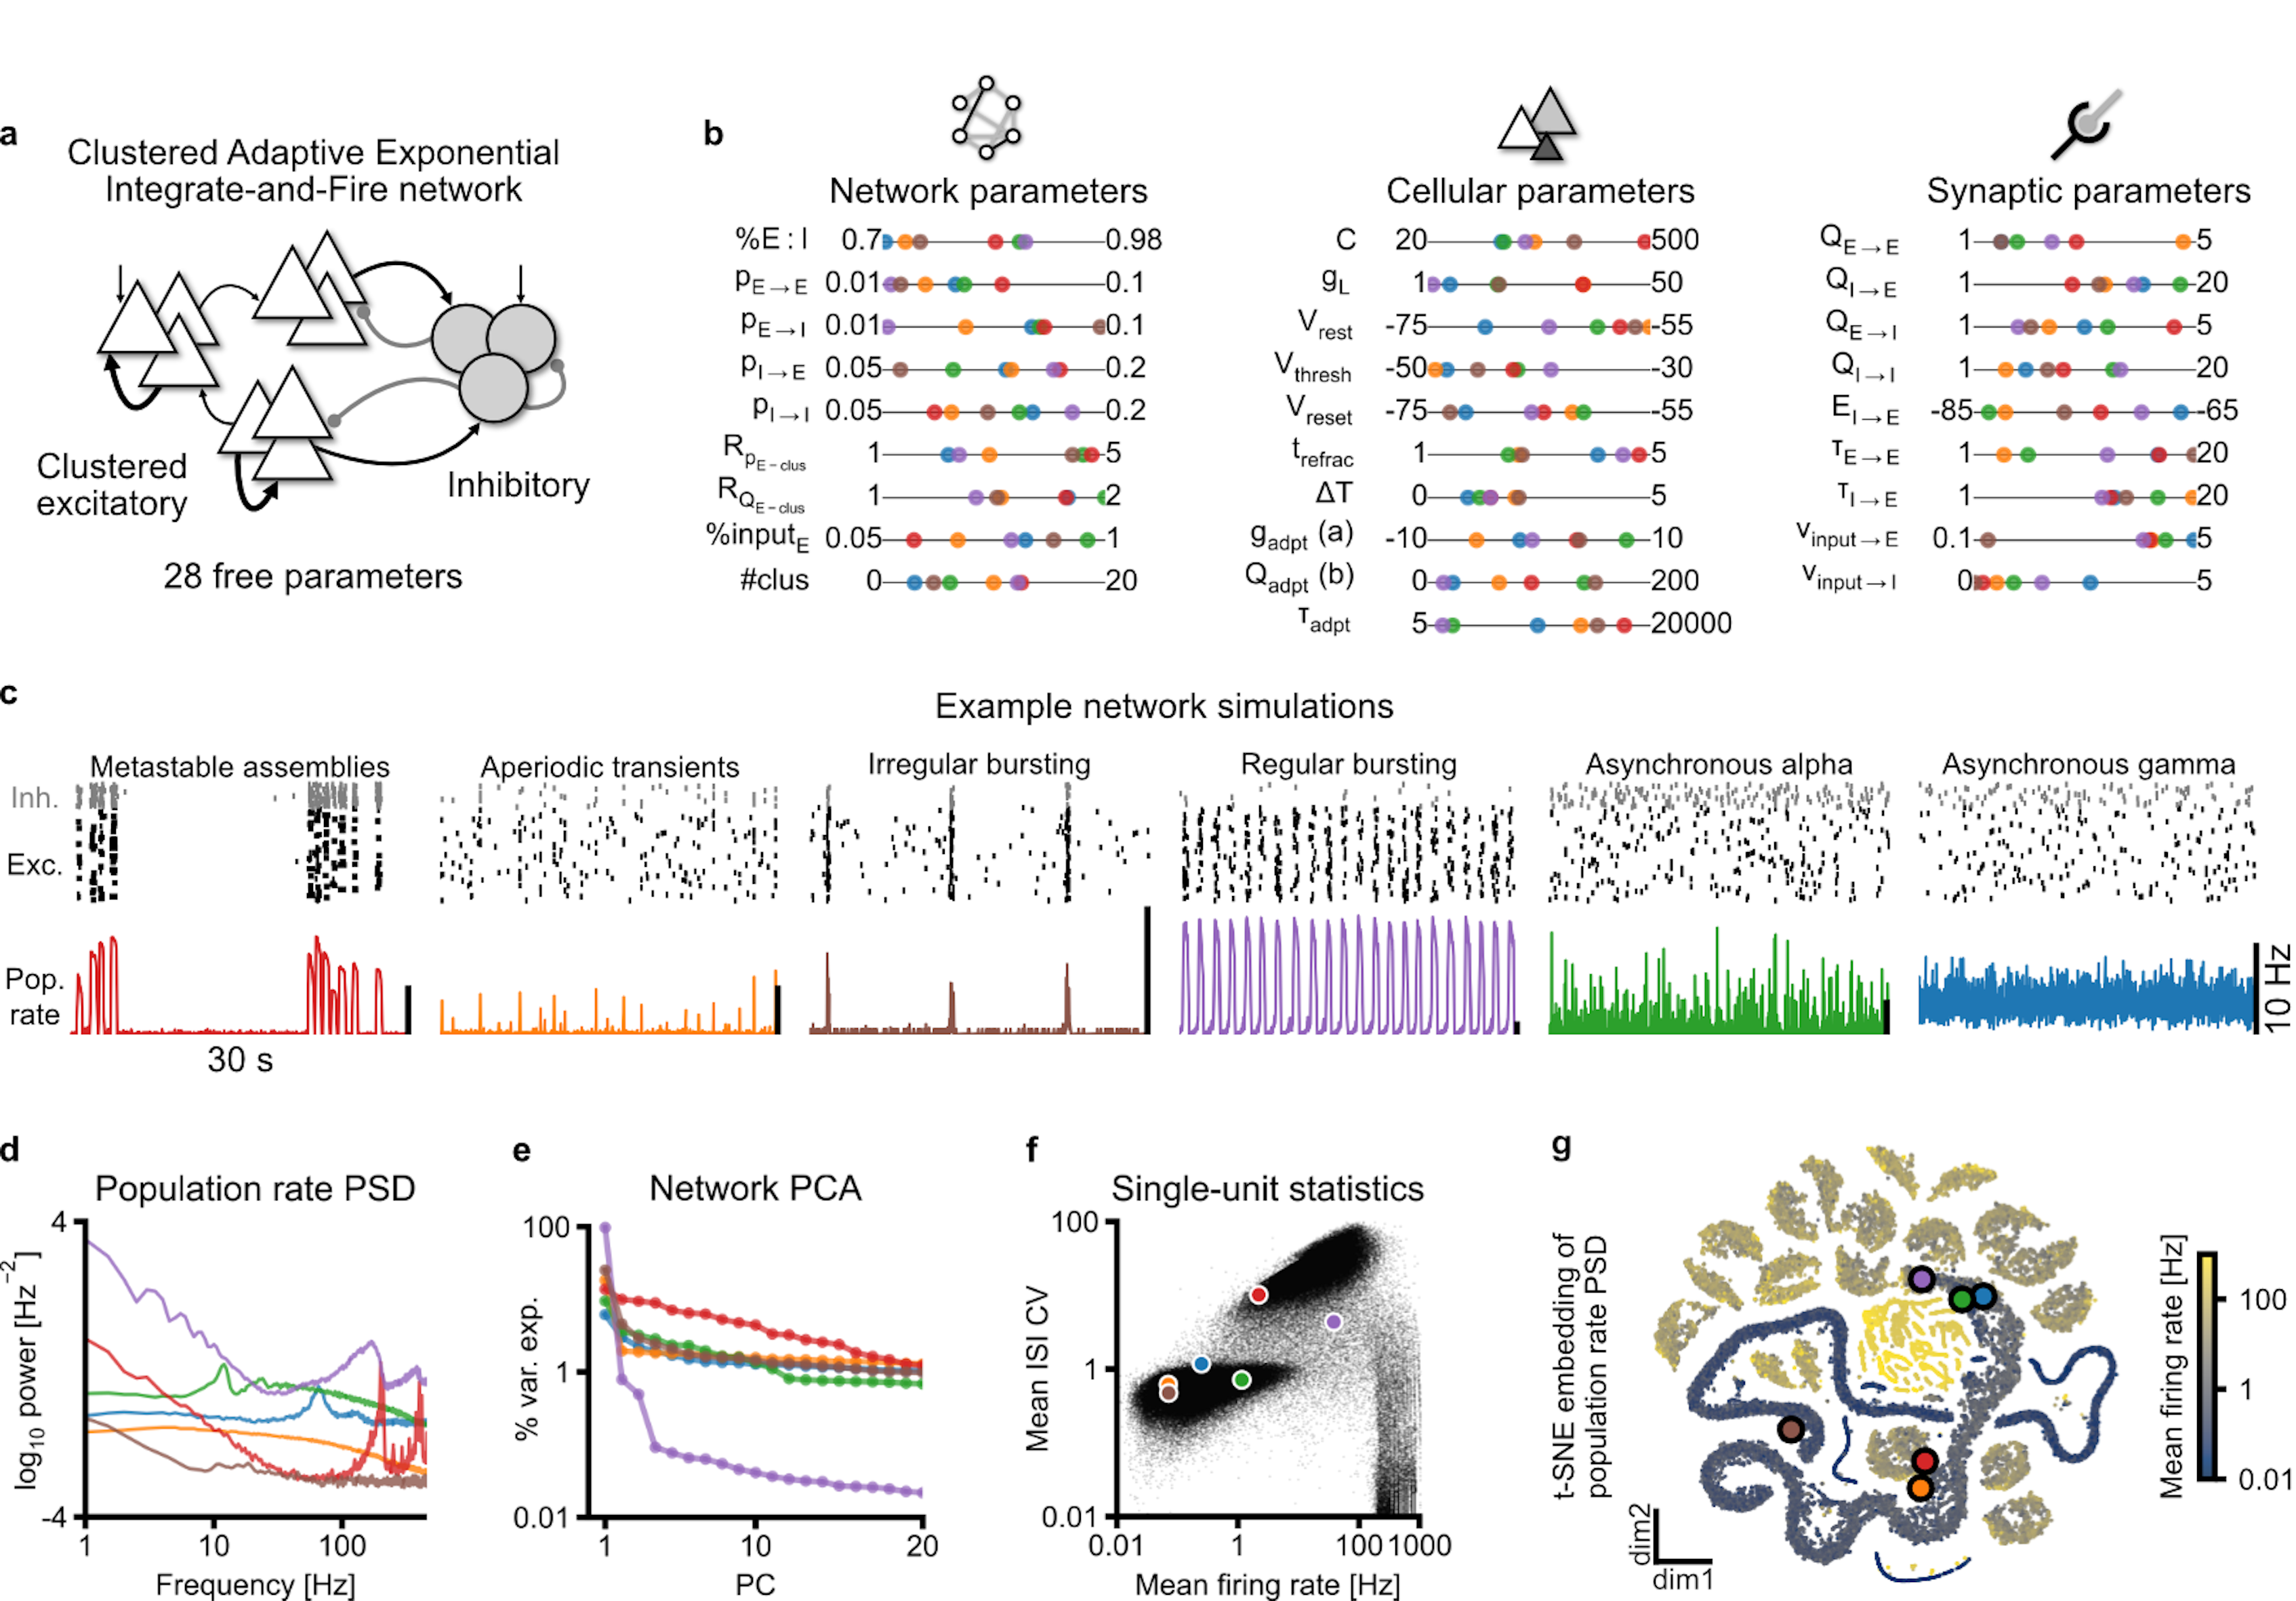 a
Clustered Adaptive Exponential
Integrate-and-Fire network
Clustered
excitatory
Inhibitory
28 free parameters
b
Network parameters
%E : I 0.7 0.98
pE→E 0.01 0.1
pE→I 0.01 0.1
pI→E 0.05 0.2
pI→I 0.05 0.2
RpE−clus 1 5
RQE−clus 1 2
%inputE 0.05 1
#clus 0 20
Cellular parameters
C 20 500
gL 1 50
Vrest -75 -55
Vthresh -50 -30
Vreset -75 -55
trefrac 1 5
ΔT 0 5
gadpt (a) -10 10
Qadpt (b) 0 200
τadpt 5 20000
Synaptic parameters
QE→E 1 5
QI→E 1 20
QE→I 1 5
QI→I 1 20
EI→E -85 -65
τE→E 1 20
τI→E 1 20
vinput→E 0.1 5
vinput→I 0 5
c
Example network simulations
Metastable assemblies
Aperiodic transients
Irregular bursting
Regular bursting
Asynchronous alpha
Asynchronous gamma
Inh.
Exc.
Pop.
rate
30 s
10 Hz
d
Population rate PSD
log10 power [Hz−2]
4
-4
1 10 100
Frequency [Hz]
e
Network PCA
% var. exp.
100
1
0.01
1 10 20
PC
f
Single-unit statistics
Mean ISI CV
100
1
0.01
0.01 1 100 1000
Mean firing rate [Hz]
g
t-SNE embedding of
population rate PSD
dim2
dim1
Mean firing rate [Hz]
100
1
0.01